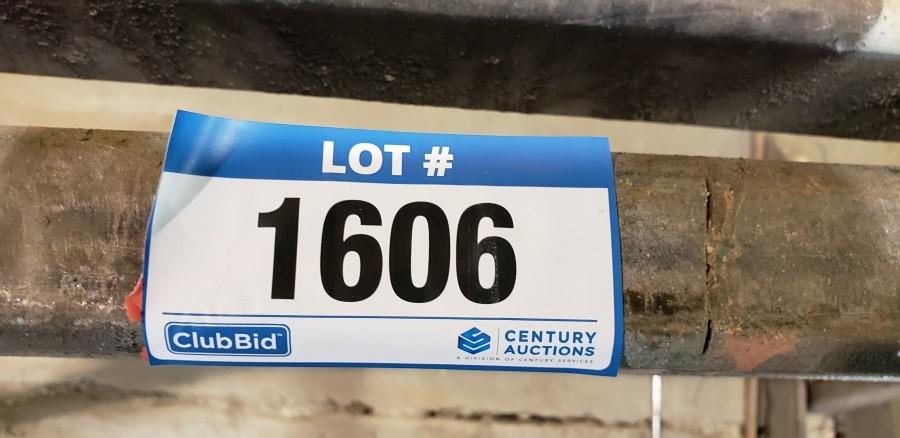 LOT #
1606
ClubBid
CENTURY
AUCTIONS
A DIVISION OF CENTURY SERVICES